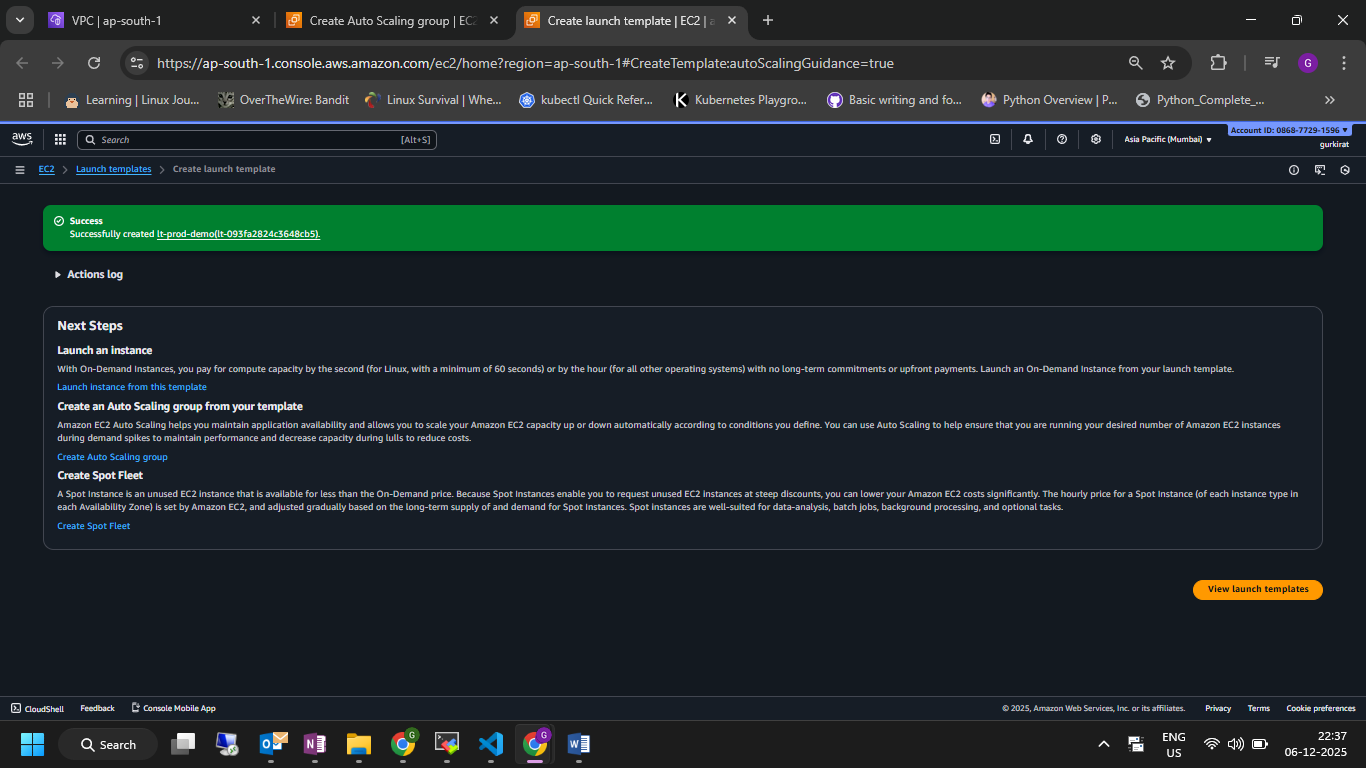 VPC | ap-south-1
Create Auto Scaling group | EC2
Create launch template | EC2 | a
https://ap-south-1.console.aws.amazon.com/ec2/home?region=ap-south-1#CreateTemplate:autoScalingGuidance=true
G
Learning | Linux Jou...
OverTheWire: Bandit
Linux Survival | Whe...
kubectl Quick Refer...
Kubernetes Playgro...
Basic writing and fo...
Python Overview | P...
Python_Complete_...
aws
Search
[Alt+S]
Asia Pacific (Mumbai)
Account ID: 0868-7729-1596
gurkirat
EC2
Launch templates
Create launch template
Success
Successfully created lt-prod-demo(lt-093fa2824c3648cb5).
Actions log
Next Steps
Launch an instance
With On-Demand Instances, you pay for compute capacity by the second (for Linux, with a minimum of 60 seconds) or by the hour (for all other operating systems) with no long-term commitments or upfront payments. Launch an On-Demand Instance from your launch template.
Launch instance from this template
Create an Auto Scaling group from your template
Amazon EC2 Auto Scaling helps you maintain application availability and allows you to scale your Amazon EC2 capacity up or down automatically according to conditions you define. You can use Auto Scaling to help ensure that you are running your desired number of Amazon EC2 instances
during demand spikes to maintain performance and decrease capacity during lulls to reduce costs.
Create Auto Scaling group
Create Spot Fleet
A Spot Instance is an unused EC2 instance that is available for less than the On-Demand price. Because Spot Instances enable you to request unused EC2 instances at steep discounts, you can lower your Amazon EC2 costs significantly. The hourly price for a Spot Instance (of each instance type in
each Availability Zone) is set by Amazon EC2, and adjusted gradually based on the long-term supply of and demand for Spot Instances. Spot instances are well-suited for data-analysis, batch jobs, background processing, and optional tasks.
Create Spot Fleet
View launch templates
CloudShell
Feedback
Console Mobile App
© 2025, Amazon Web Services, Inc. or its affiliates.
Privacy
Terms
Cookie preferences
Search
G
G
ENG
US
22:37
06-12-2025